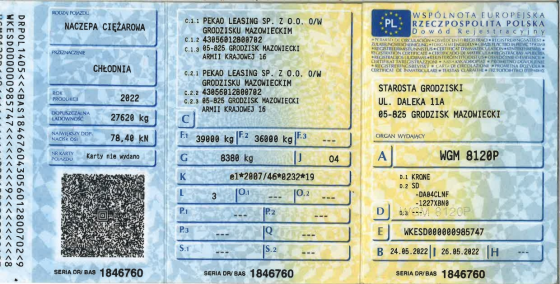 RODZAJ POJAZDU
NACZEPA CIĘŻAROWA
PRZEZNACZENIE
CHŁODNIA
ROK PRODUKCJI
2022
DOPUSZCZALNA ŁADOWNOŚĆ
27620 kg
NAJWIĘKSZY DOP. NACISK OSI
78,40 kN
NR KARTY POJAZDU
Karty nie wydano
SERIA DR/ BAS 1846760
C.1.1 PEKAO LEASING SP. Z O.O. O/W
GRODZISKU MAZOWIECKIM
C.1.2 43056012800702
C.1.3 05-825 GRODZISK MAZOWIECKI
ARMII KRAJOWEJ 16
C.2.1 PEKAO LEASING SP. Z O.O. O/W
GRODZISKU MAZOWIECKIM
C.2.2 43056012800702
C.2.3 05-825 GRODZISK MAZOWIECKI
ARMII KRAJOWEJ 16
C
F.1 39000 kg F.2 36000 kg F.3 ---
G 8380 kg J 04
K e1*2007/46*0232*19
L 3 O.1 --- O.2 ---
P.1 --- P.2 ---
P.3 --- Q ---
S.1 --- S.2 ---
SERIA DR/ BAS 1846760
PL
WSPÓLNOTA EUROPEJSKA
RZECZPOSPOLITA POLSKA
Dowód Rejestracyjny
STAROSTA GRODZISKI
UL. DALEKA 11A
05-825 GRODZISK MAZOWIECKI
ORGAN WYDAJĄCY
A WGM 8120P
D.1 KRONE
D.2 SD
-DA04CLNF
-1227XBN0
D D.3 ---
E WKESD000000985747
B 24.05.2022 I 26.05.2022 H ---
SERIA DR/ BAS 1846760